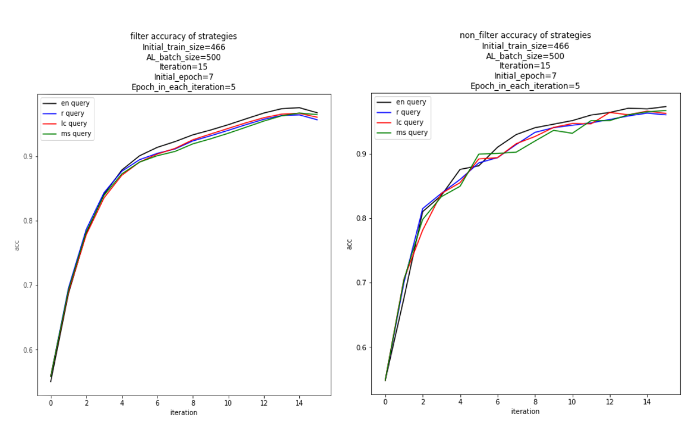 filter accuracy of strategies
Initial_train_size=466
AL_batch_size=500
Iteration=15
Initial_epoch=7
Epoch_in_each_iteration=5
en query
r query
lc query
ms query
0.9
0.8
0.7
0.6
acc
0 2 4 6 8 10 12 14
iteration
non_filter accuracy of strategies
Initial_train_size=466
AL_batch_size=500
Iteration=15
Initial_epoch=7
Epoch_in_each_iteration=5
en query
r query
lc query
ms query
0.9
0.8
0.7
0.6
acc
0 2 4 6 8 10 12 14
iteration